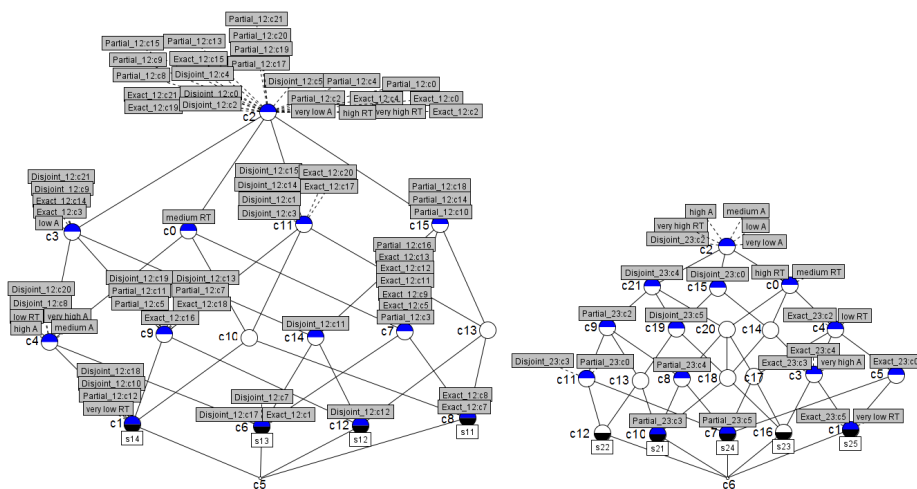 Partial_12:c21
Partial_12:c20
Partial_12:c15
Partial_12:c13
Partial_12:c19
Partial_12:c9
Exact_12:c15
Partial_12:c17
Partial_12:c8
Disjoint_12:c4
Disjoint_12:c5
Partial_12:c4
Partial_12:c0
Exact_12:c21
Disjoint_12:c0
Partial_12:c2
Exact_12:c4
Exact_12:c0
Exact_12:c19
Disjoint_12:c2
very low A
high RT
very high RT
Exact_12:c2
c2
Disjoint_12:c21
Disjoint_12:c9
Exact_12:c14
Exact_12:c3
low A
c3
medium RT
c0
Disjoint_12:c15
Exact_12:c20
Disjoint_12:c14
Exact_12:c17
Disjoint_12:c1
Disjoint_12:c3
c11
Partial_12:c18
Partial_12:c14
Partial_12:c10
c15
Disjoint_12:c20
Disjoint_12:c8
low RT
very high A
high A
medium A
c4
Disjoint_12:c19
Disjoint_12:c13
Partial_12:c11
Partial_12:c7
Partial_12:c5
Exact_12:c18
Exact_12:c16
c9
c10
Disjoint_12:c11
c14
Partial_12:c16
Exact_12:c13
Exact_12:c12
Exact_12:c11
Exact_12:c9
Exact_12:c5
Partial_12:c3
c7
c13
Disjoint_12:c18
Disjoint_12:c10
Partial_12:c12
very low RT
s14
Disjoint_12:c7
Disjoint_12:c17
Exact_12:c1
c6
s13
Disjoint_12:c12
c12
s12
Exact_12:c8
Exact_12:c7
c8
s11
c5
high A
medium A
very high RT
low A
Disjoint_23:c2
very low A
c2
Disjoint_23:c4
c21
Disjoint_23:c0
c15
high RT
medium RT
Partial_23:c2
c9
Disjoint_23:c5
c19
c20
c14
Exact_23:c2
low RT
Disjoint_23:c3
Partial_23:c0
c11
c13
Partial_23:c4
c8
c18
c17
Exact_23:c4
Exact_23:c3
very high A
c3
c5
c12
s22
Partial_23:c3
c10
s21
Partial_23:c5
c7
s24
c16
s23
Exact_23:c5
very low RT
s25
c6